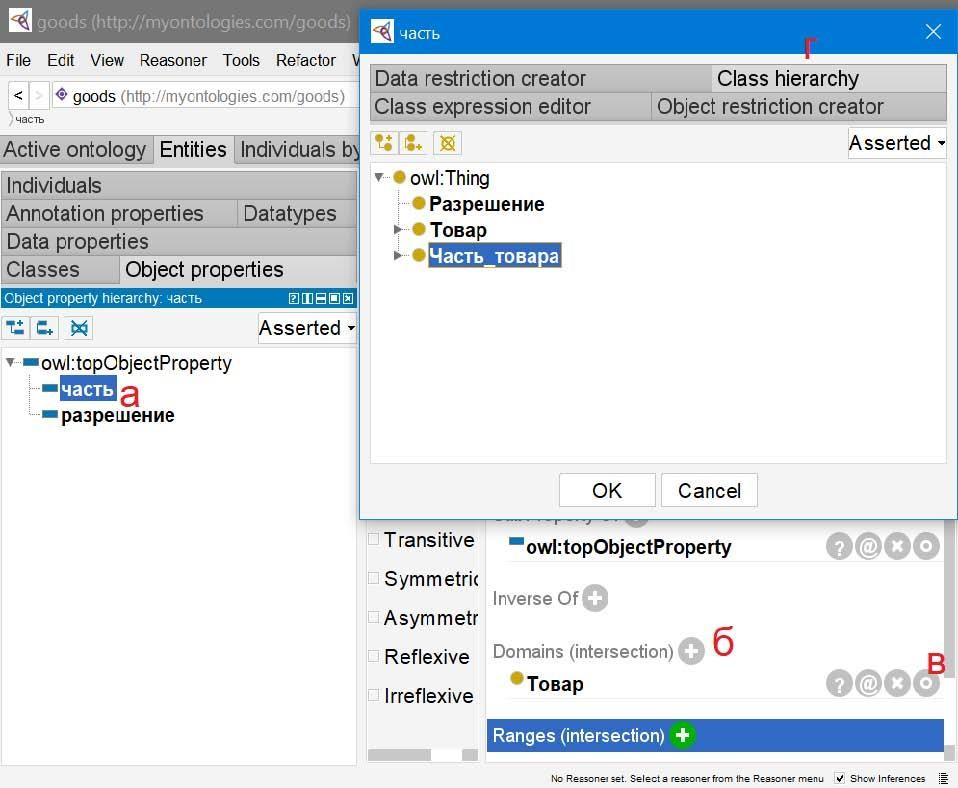 goods (http://myontologies.com/goods)
File Edit View Reasoner Tools Refactor
< > goods (http://myontologies.com/goods)
часть
Active ontology Entities Individuals by
Individuals
Annotation properties Datatypes
Data properties
Classes Object properties
Object property hierarchy: часть
Asserted
owl:topObjectProperty
часть а
разрешение
часть
г
Data restriction creator Class hierarchy
Class expression editor Object restriction creator
Asserted
owl:Thing
Разрешение
Товар
Часть_товара
OK Cancel
Transitive
Symmetric
Asymmetr
Reflexive
Irreflexive
owl:topObjectProperty ? @
Inverse Of +
Domains (intersection) + б
в
Товар ? @
Ranges (intersection) +
No Reasoner set. Select a reasoner from the Reasoner menu Show Inferences